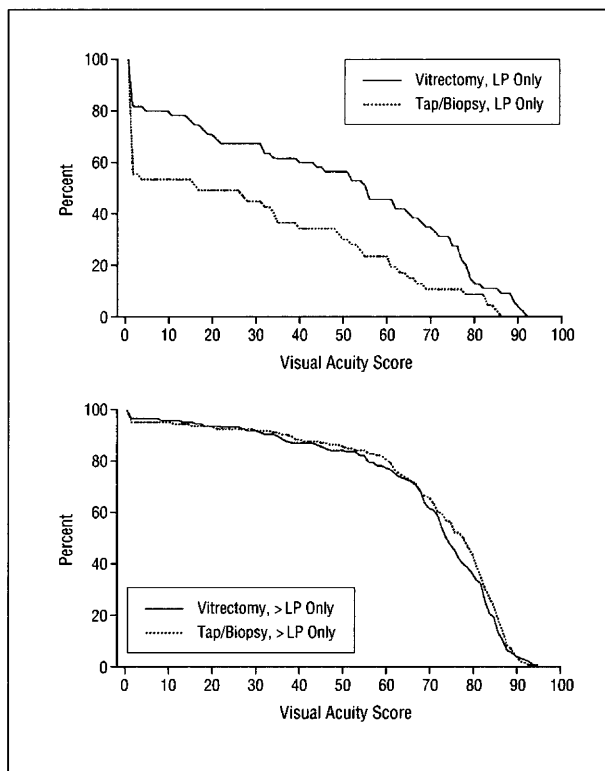 100
80
60
40
20
0
Percent
Vitrectomy, LP Only
Tap/Biopsy, LP Only
0 10 20 30 40 50 60 70 80 90 100
Visual Acuity Score
100
80
60
40
20
0
Percent
Vitrectomy, >LP Only
Tap/Biopsy, >LP Only
0 10 20 30 40 50 60 70 80 90 100
Visual Acuity Score